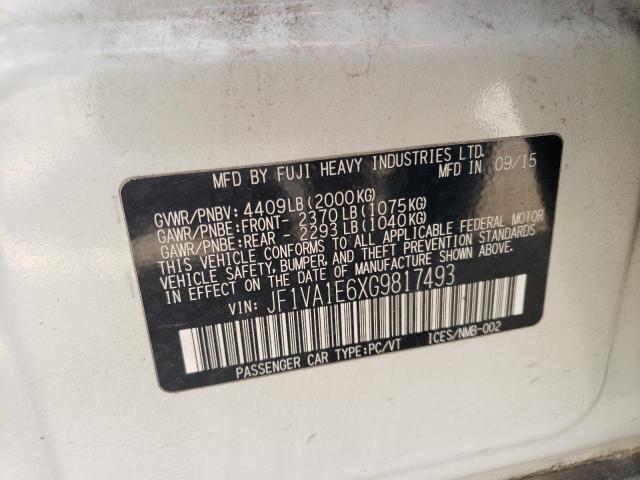 MFD BY FUJI HEAVY INDUSTRIES LTD.
MFD IN 09/15
GVWR/PNBV: 4409LB(2000KG)
GAWR/PNBE:FRONT- 2370LB(1075KG)
GAWR/PNBE:REAR - 2293LB(1040KG)
THIS VEHICLE CONFORMS TO ALL APPLICABLE FEDERAL MOTOR
VEHICLE SAFETY, BUMPER, AND THEFT PREVENTION STANDARDS
IN EFFECT ON THE DATE OF MANUFACTURE SHOWN ABOVE.
VIN: JF1VA1E6XG9817493
PASSENGER CAR TYPE:PC/VT ICES/NMB-002